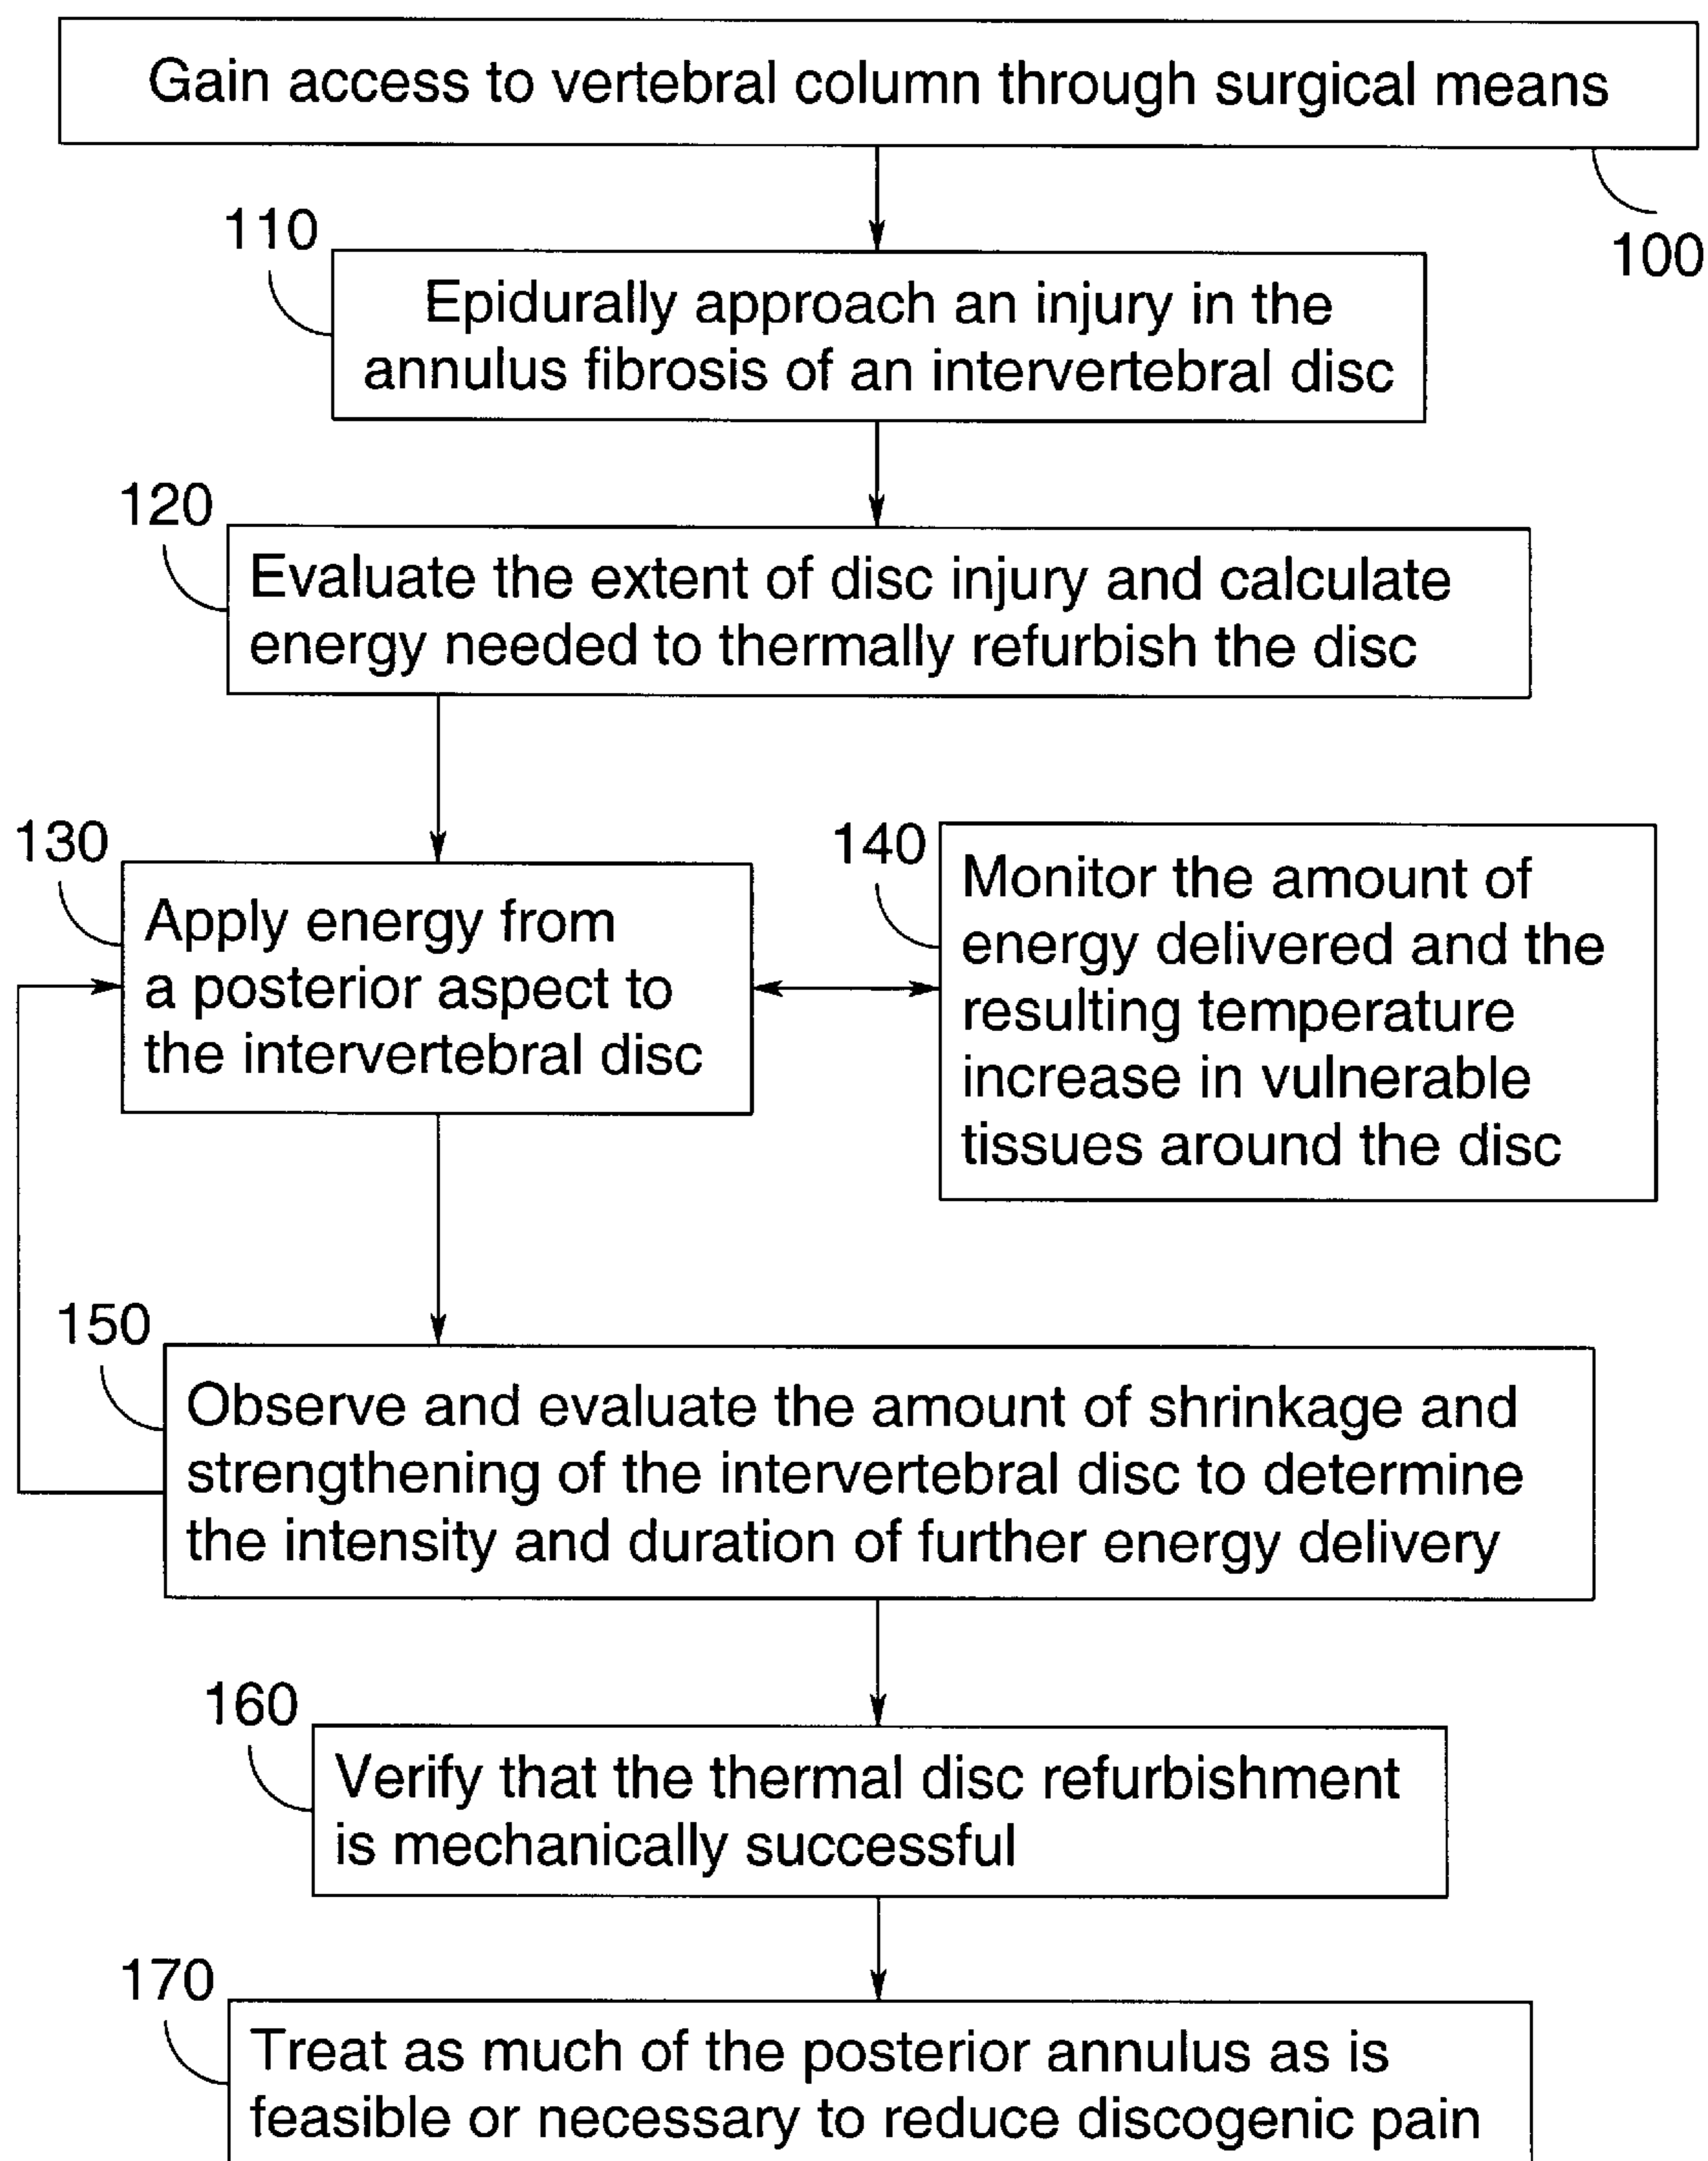 Gain access to vertebral column through surgical means
100
110
Epidurally approach an injury in the
annulus fibrosis of an intervertebral disc
120
Evaluate the extent of disc injury and calculate
energy needed to thermally refurbish the disc
130
Apply energy from
a posterior aspect to
the intervertebral disc
140
Monitor the amount of
energy delivered and the
resulting temperature
increase in vulnerable
tissues around the disc
150
Observe and evaluate the amount of shrinkage and
strengthening of the intervertebral disc to determine
the intensity and duration of further energy delivery
160
Verify that the thermal disc refurbishment
is mechanically successful
170
Treat as much of the posterior annulus as is
feasible or necessary to reduce discogenic pain